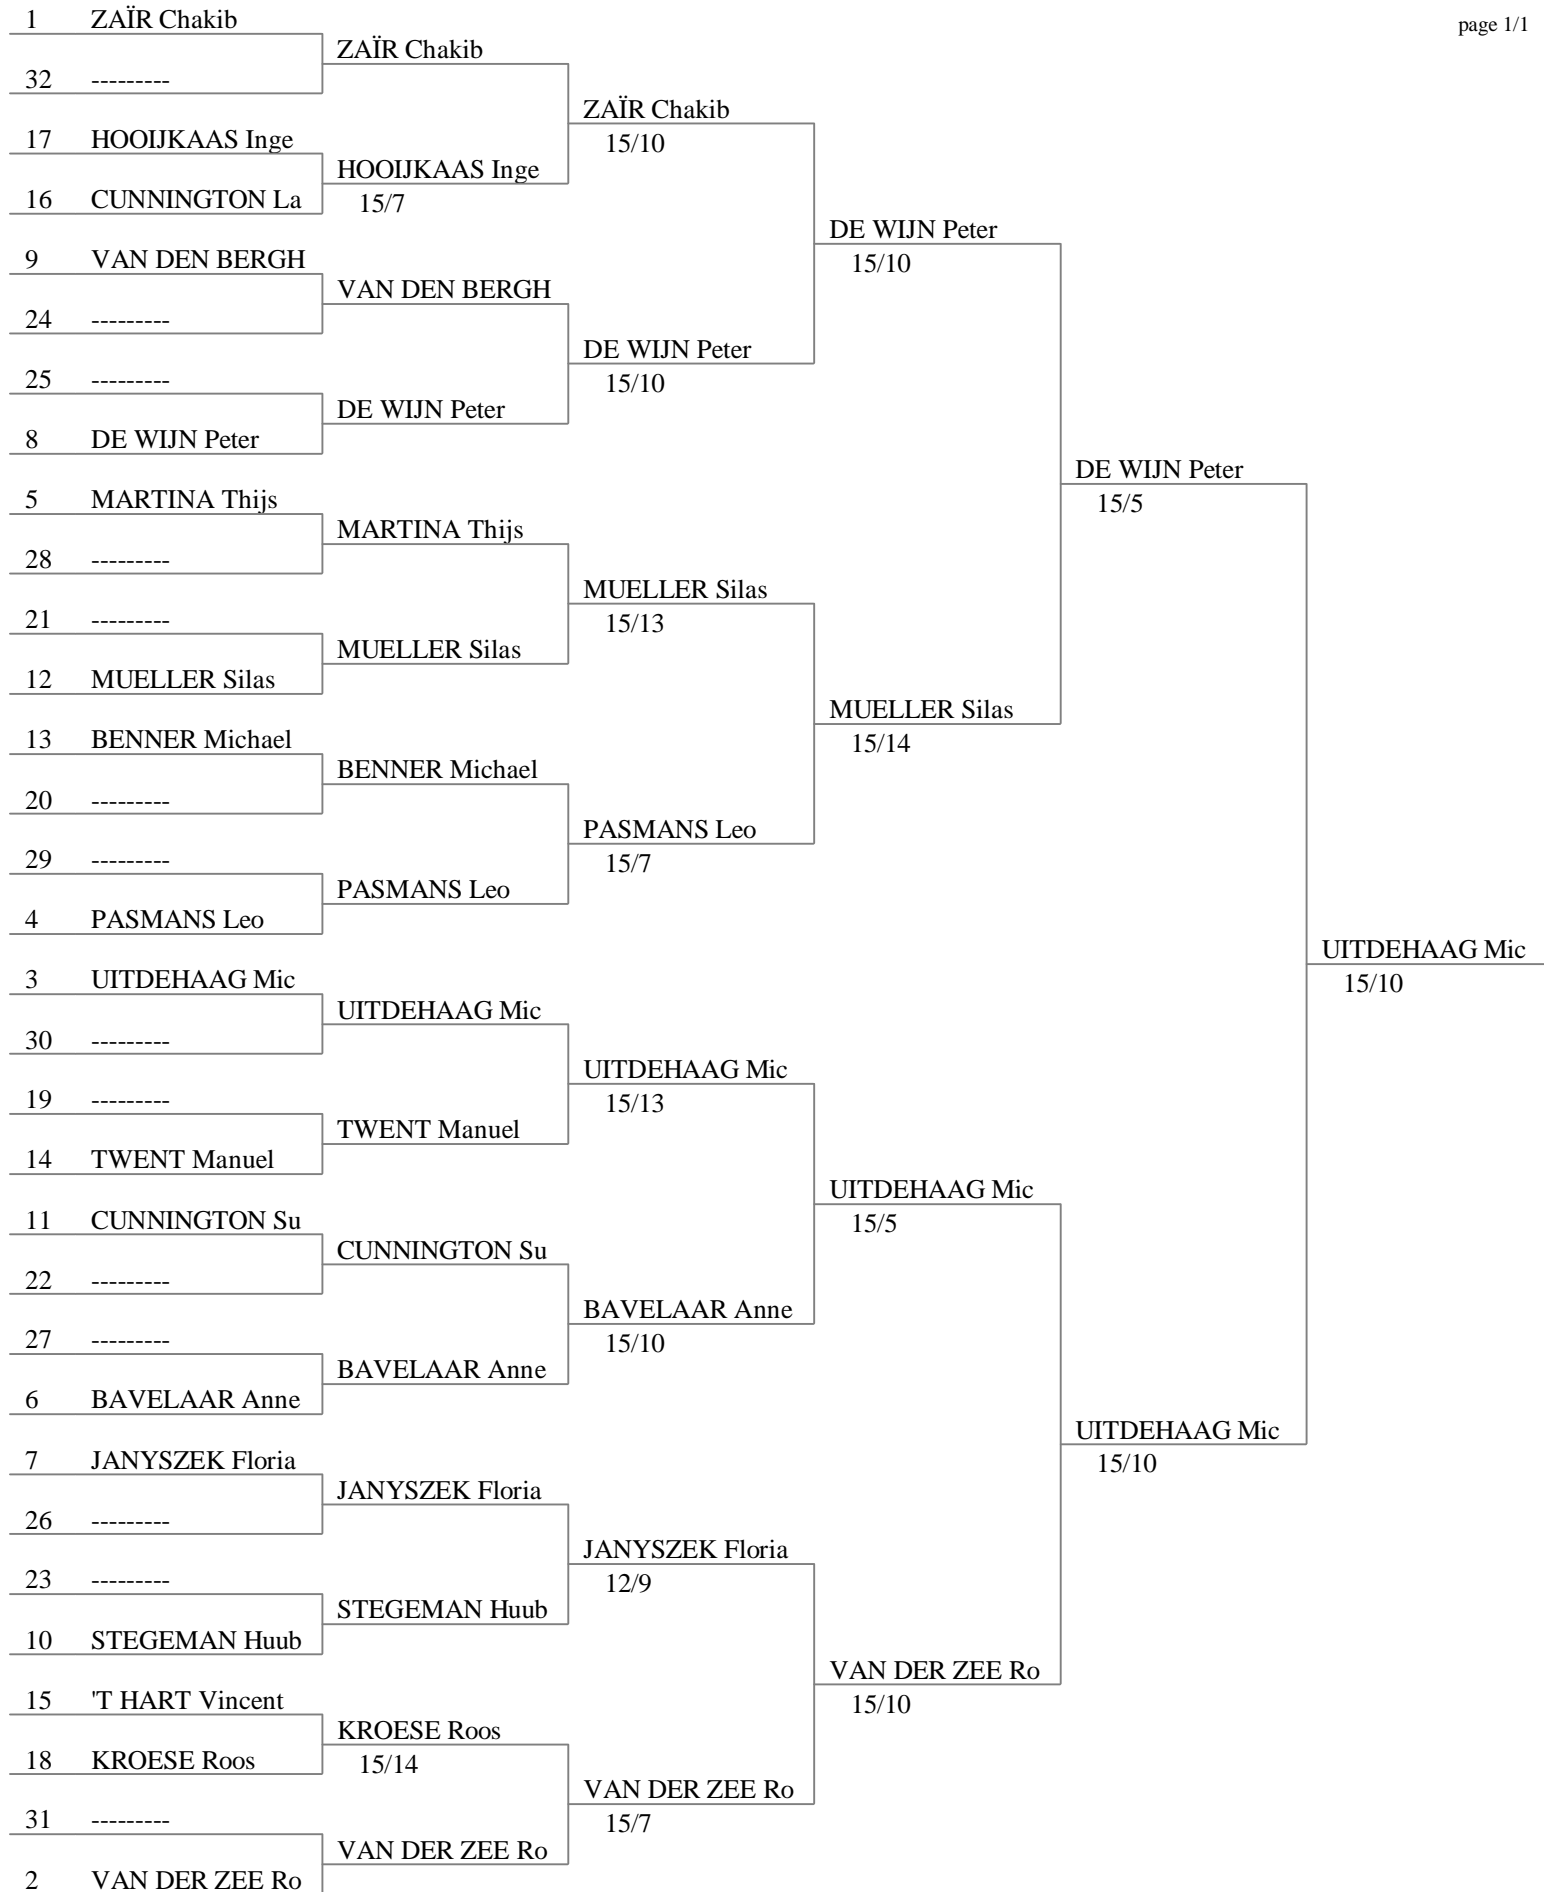 page 1/1
1 ZAÏR Chakib
32 ---------
17 HOOIJKAAS Inge
16 CUNNINGTON La
9 VAN DEN BERGH
24 ---------
25 ---------
8 DE WIJN Peter
5 MARTINA Thijs
28 ---------
21 ---------
12 MUELLER Silas
13 BENNER Michael
20 ---------
29 ---------
4 PASMANS Leo
3 UITDEHAAG Mic
30 ---------
19 ---------
14 TWENT Manuel
11 CUNNINGTON Su
22 ---------
27 ---------
6 BAVELAAR Anne
7 JANYSZEK Floria
26 ---------
23 ---------
10 STEGEMAN Huub
15 'T HART Vincent
18 KROESE Roos
31 ---------
2 VAN DER ZEE Ro
ZAÏR Chakib
HOOIJKAAS Inge
15/7
VAN DEN BERGH
DE WIJN Peter
MARTINA Thijs
MUELLER Silas
BENNER Michael
PASMANS Leo
UITDEHAAG Mic
TWENT Manuel
CUNNINGTON Su
BAVELAAR Anne
JANYSZEK Floria
STEGEMAN Huub
KROESE Roos
15/14
VAN DER ZEE Ro
ZAÏR Chakib
15/10
DE WIJN Peter
15/10
MUELLER Silas
15/13
PASMANS Leo
15/7
UITDEHAAG Mic
15/13
BAVELAAR Anne
15/10
JANYSZEK Floria
12/9
VAN DER ZEE Ro
15/7
DE WIJN Peter
15/10
MUELLER Silas
15/14
UITDEHAAG Mic
15/5
VAN DER ZEE Ro
15/10
DE WIJN Peter
15/5
UITDEHAAG Mic
15/10
UITDEHAAG Mic
15/10